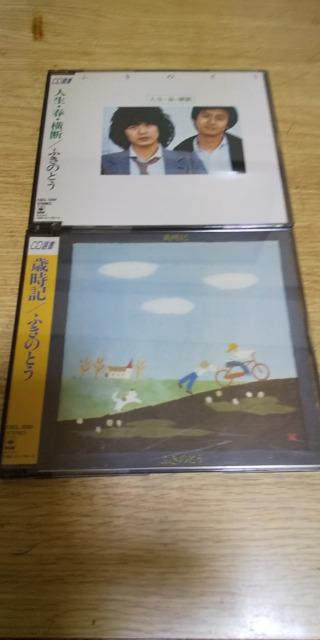 CD選書
人生・春・横断/ふきのとう
STEREO
ふきのとう
人生・春・横断
CD選書
歳時記/ふきのとう
STEREO
歳時記
ふきのとう